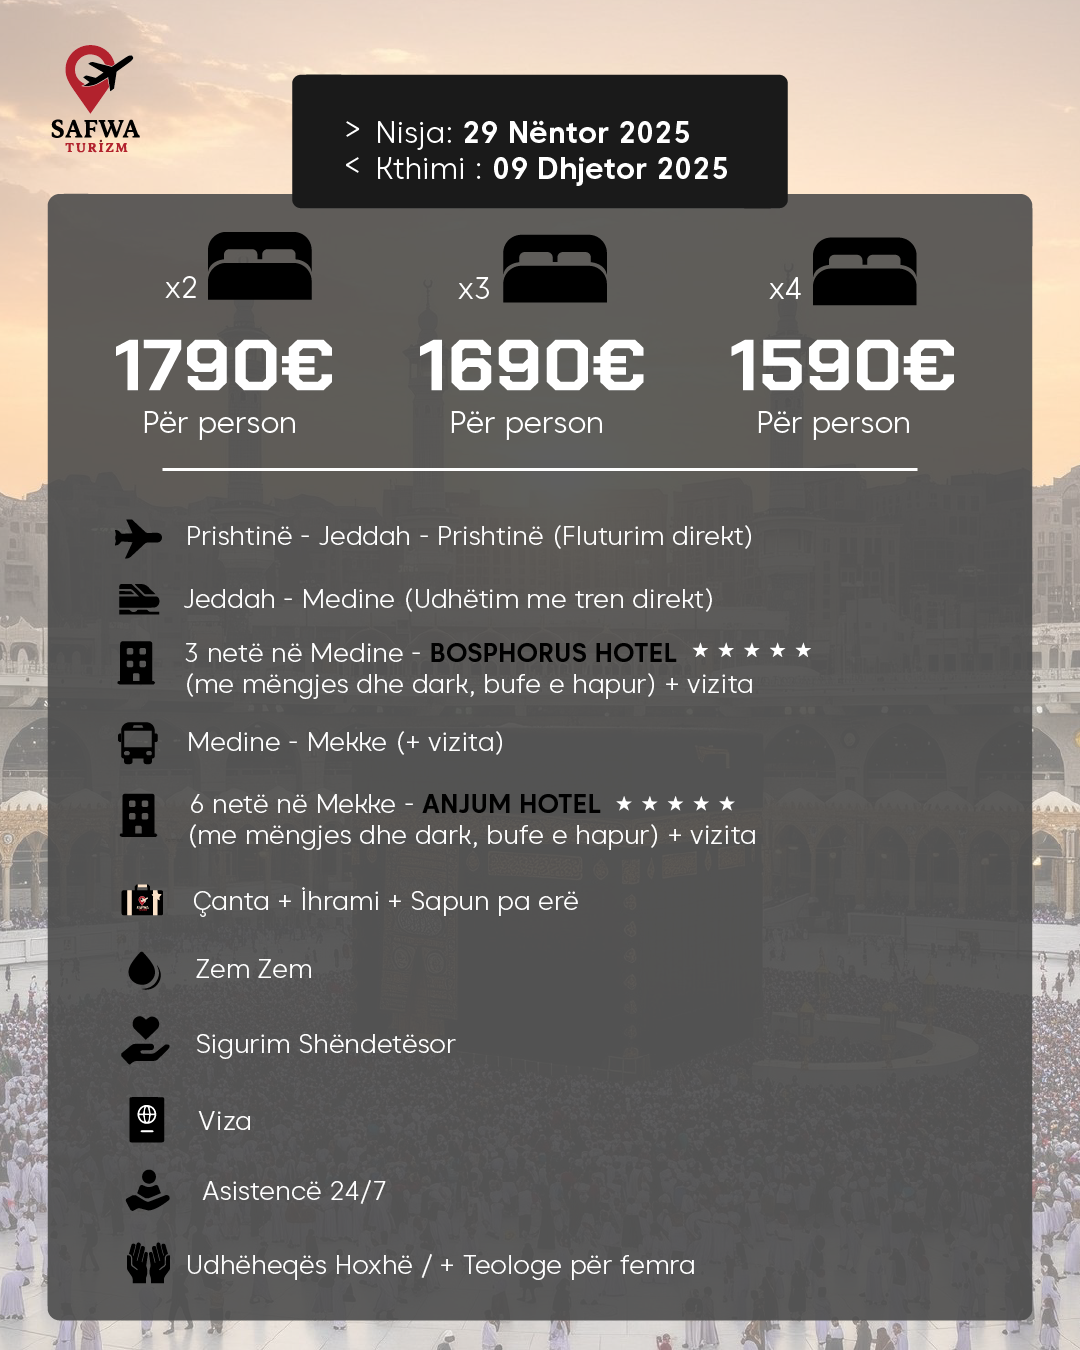 SAFWA
TURİZM
> Nisja: 29 Nëntor 2025
< Kthimi : 09 Dhjetor 2025
x2
x3
x4
1790€
1690€
1590€
Për person
Për person
Për person
Prishtinë - Jeddah - Prishtinë (Fluturim direkt)
Jeddah - Medine (Udhëtim me tren direkt)
3 netë në Medine - BOSPHORUS HOTEL ★ ★ ★ ★ ★
(me mëngjes dhe dark, bufe e hapur) + vizita
Medine - Mekke (+ vizita)
6 netë në Mekke - ANJUM HOTEL ★ ★ ★ ★ ★
(me mëngjes dhe dark, bufe e hapur) + vizita
Çanta + İhrami + Sapun pa erë
Zem Zem
Sigurim Shëndetësor
Viza
Asistencë 24/7
Udhëheqës Hoxhë / + Teologe për femra